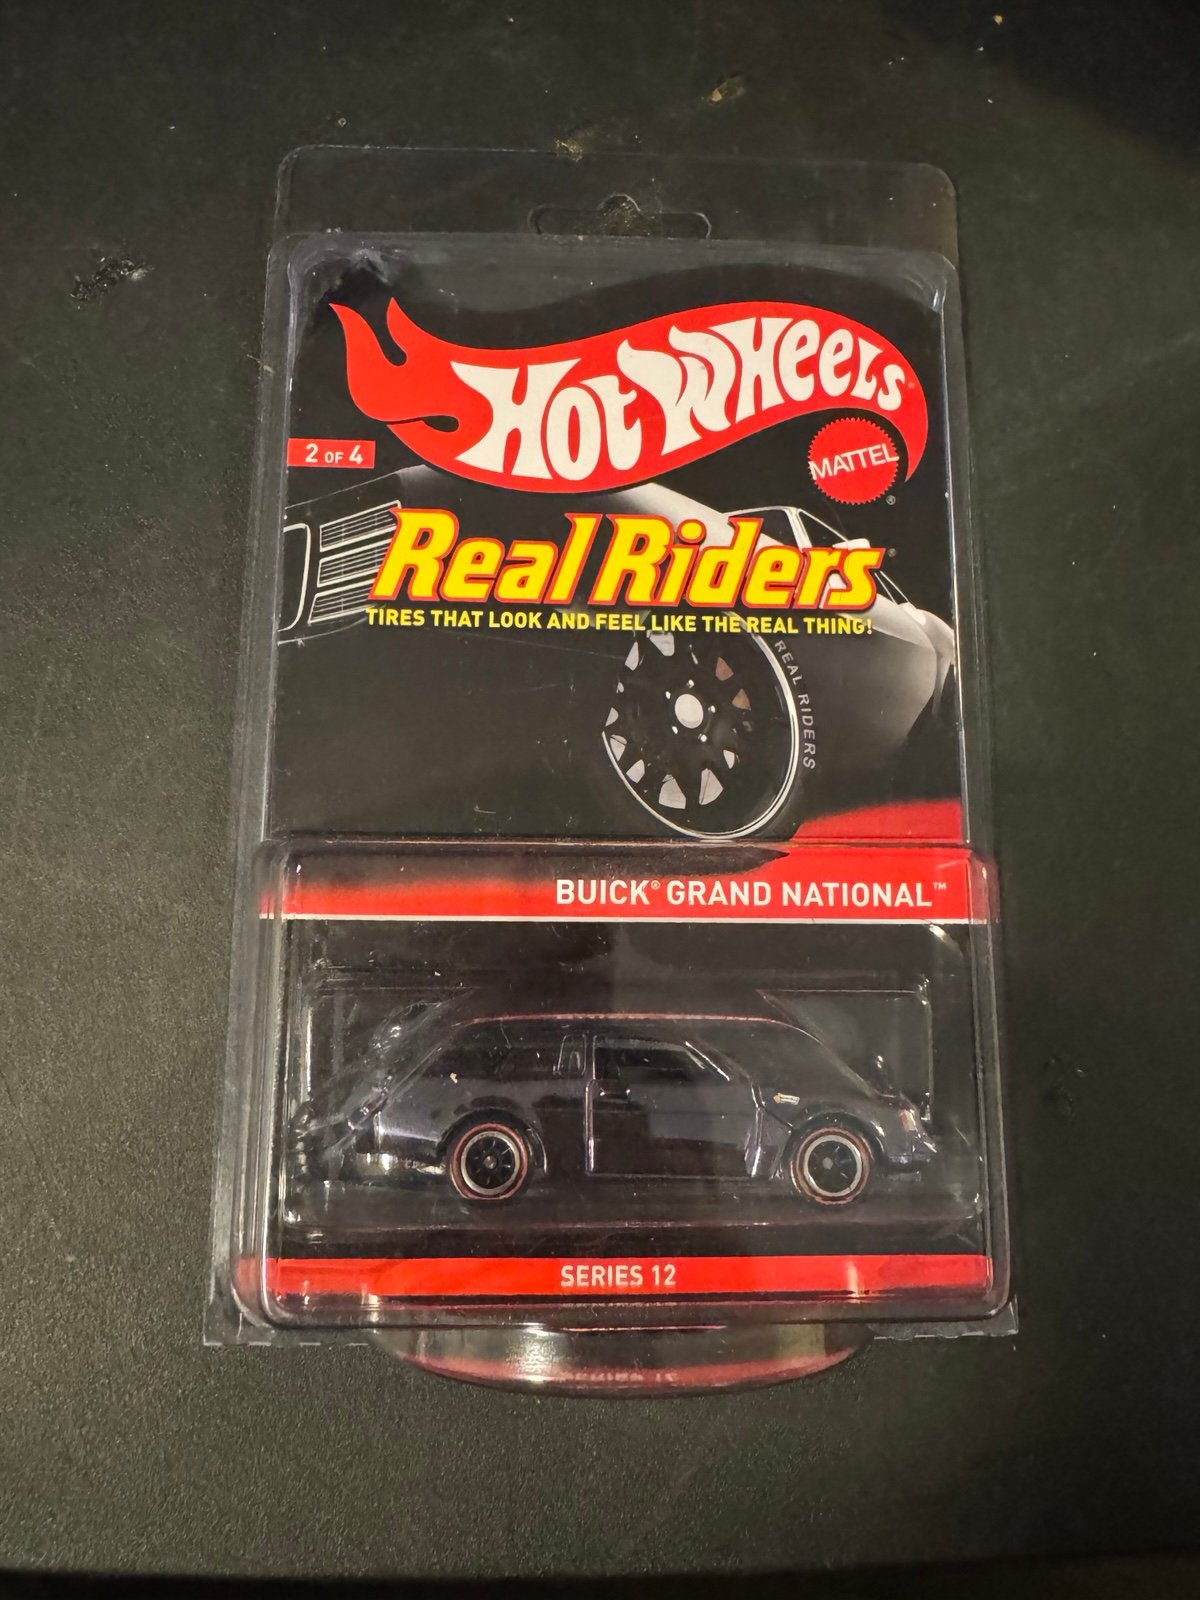 Hot Wheels
MATTEL
®
2 OF 4
Real Riders
TIRES THAT LOOK AND FEEL LIKE THE REAL THING!
REAL RIDERS
BUICK® GRAND NATIONAL™
SERIES 12